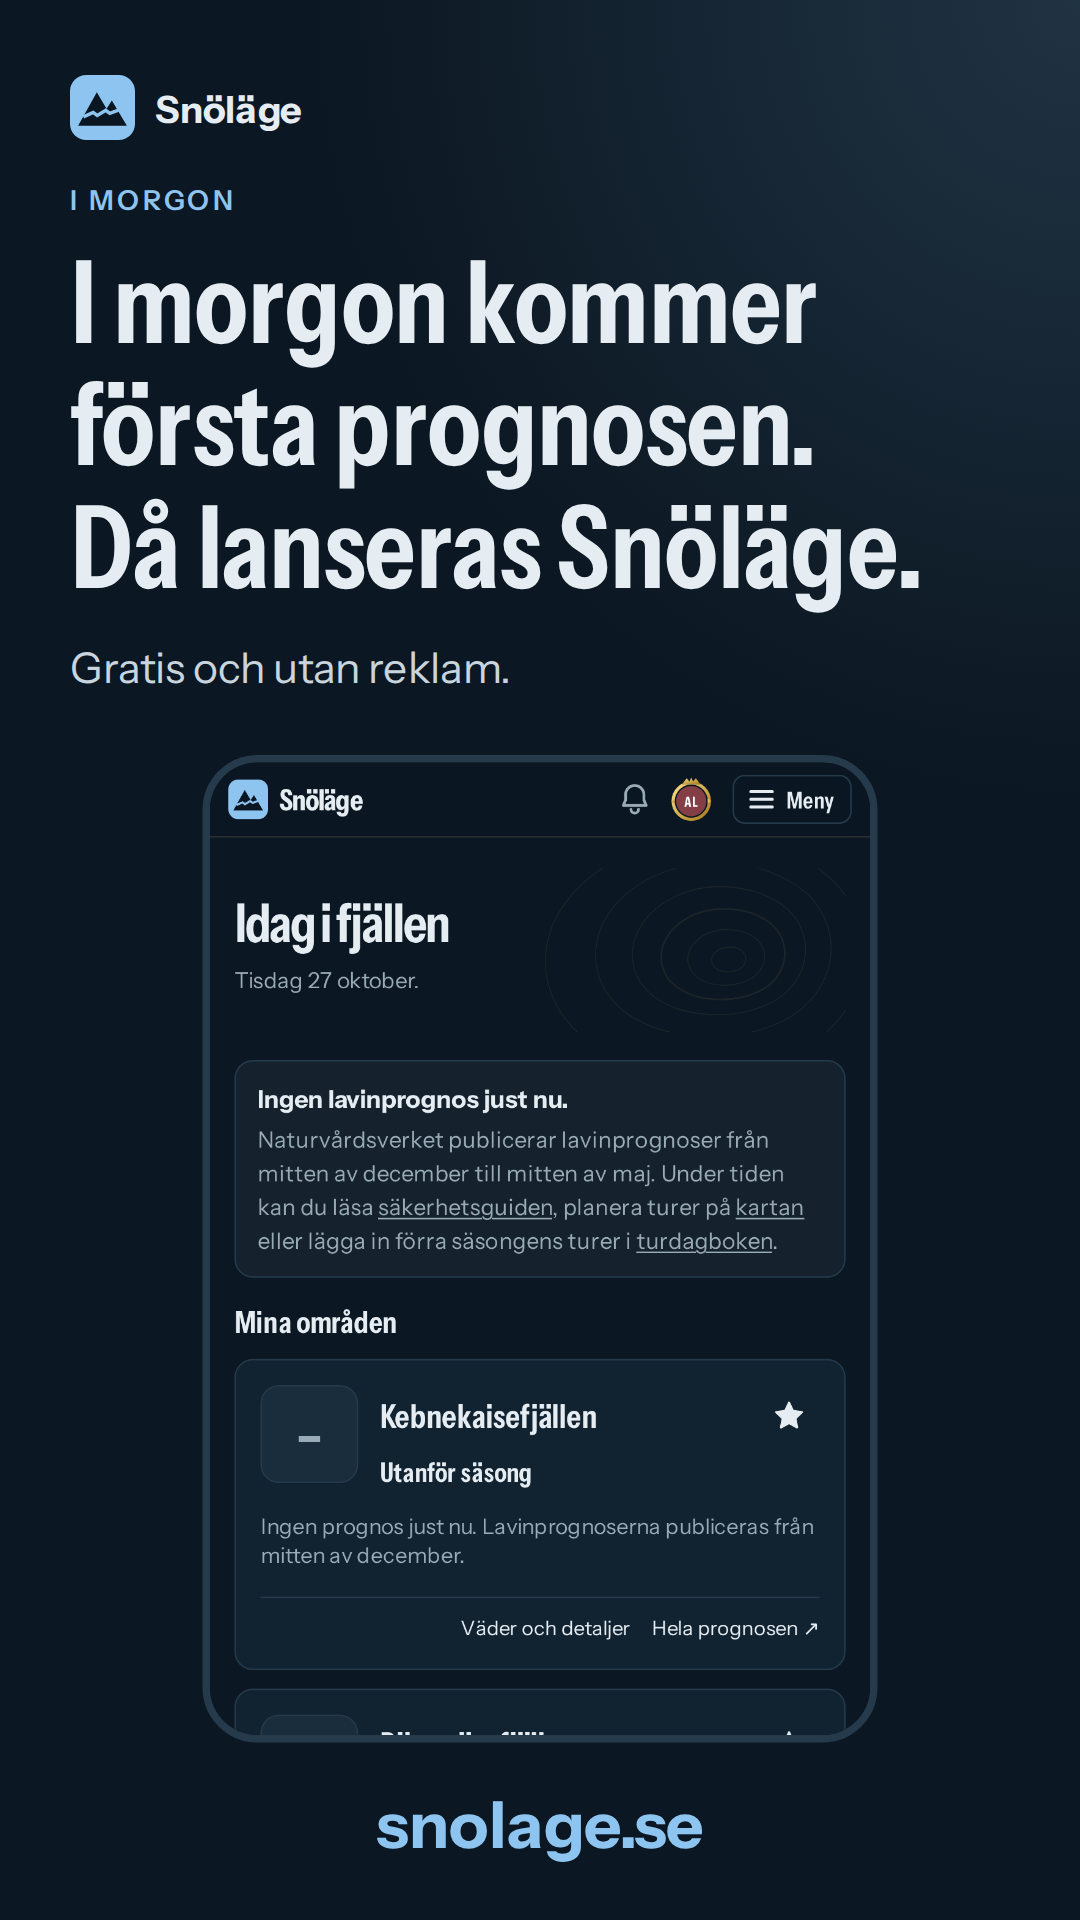 Snöläge
I MORGON
I morgon kommer
första prognosen.
Då lanseras Snöläge.
Gratis och utan reklam.
Snöläge
AL
Meny
Idag i fjällen
Tisdag 27 oktober.
Ingen lavinprognos just nu.
Naturvårdsverket publicerar lavinprognoser från
mitten av december till mitten av maj. Under tiden
kan du läsa säkerhetsguiden, planera turer på kartan
eller lägga in förra säsongens turer i turdagboken.
Mina områden
–
Kebnekaisefjällen
Utanför säsong
Ingen prognos just nu. Lavinprognoserna publiceras från
mitten av december.
Väder och detaljer
Hela prognosen ↗
snolage.se